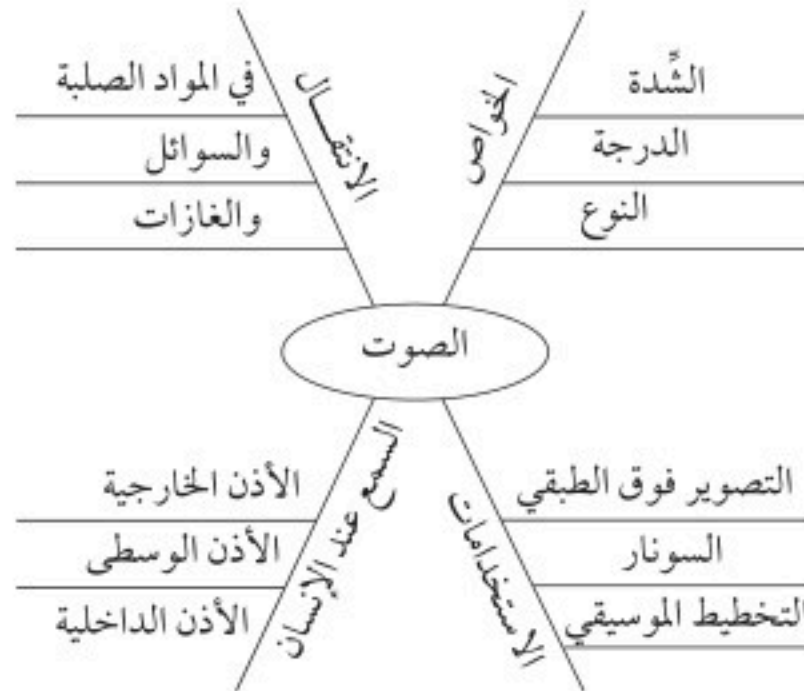 الصوت
الخواص
الشِّدة
الدرجة
النوع
الانتقال
في المواد الصلبة
والسوائل
والغازات
الاستخدامات
التصوير فوق الطبقي
السونار
التخطيط الموسيقي
السمع عند الإنسان
الأذن الخارجية
الأذن الوسطى
الأذن الداخلية